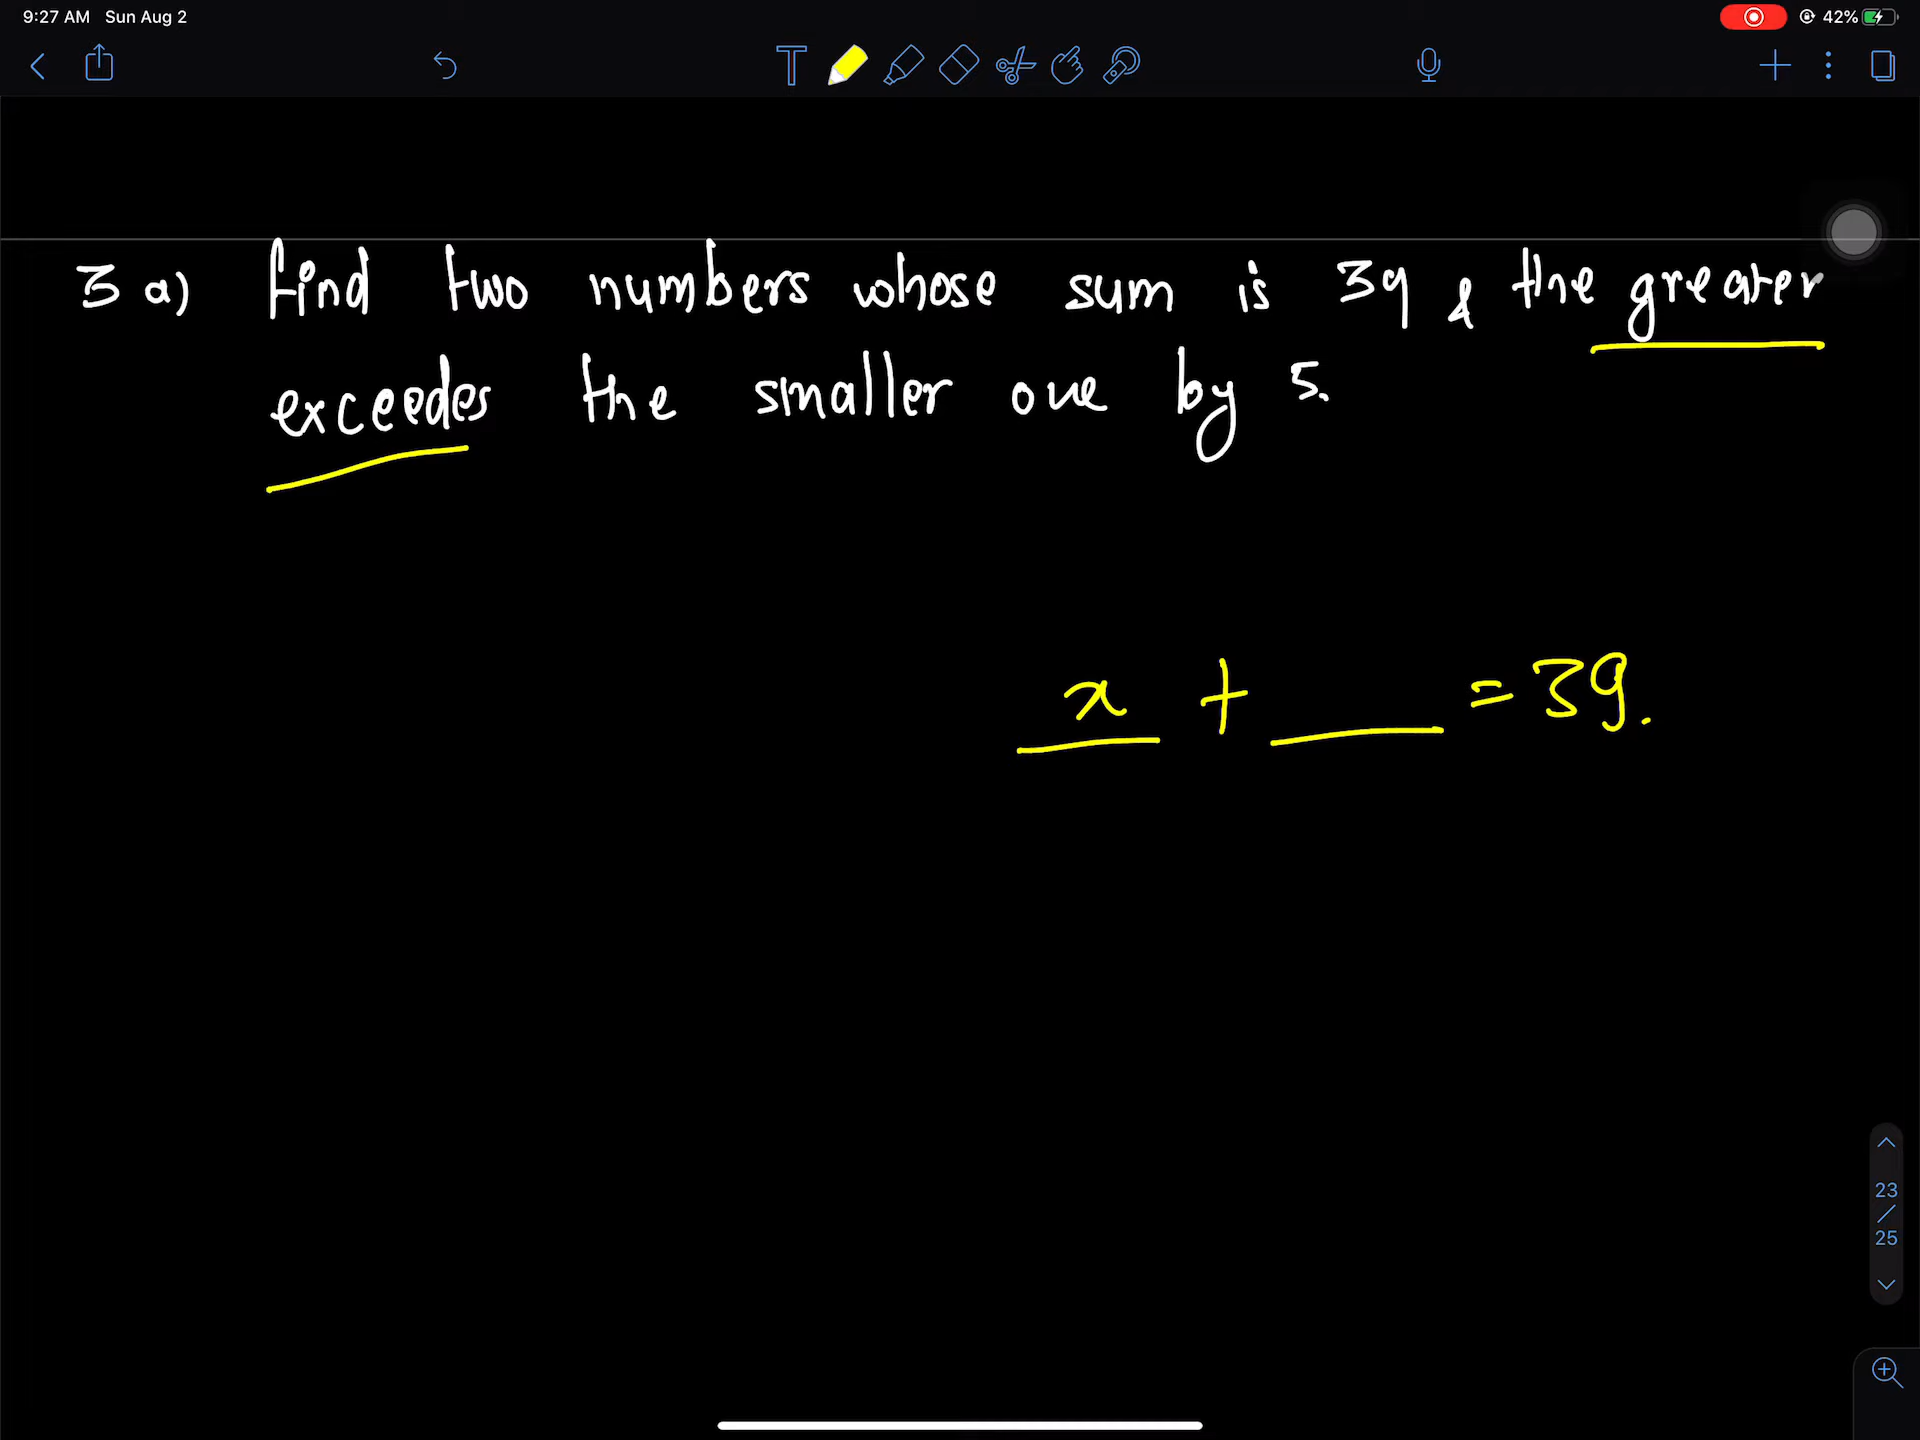 9:27 AM Sun Aug 2
42%
T
3 a) find two numbers whose sum is 39 & the greater
exceedes the smaller one by 5.
x + ____ = 39.
23
/
25